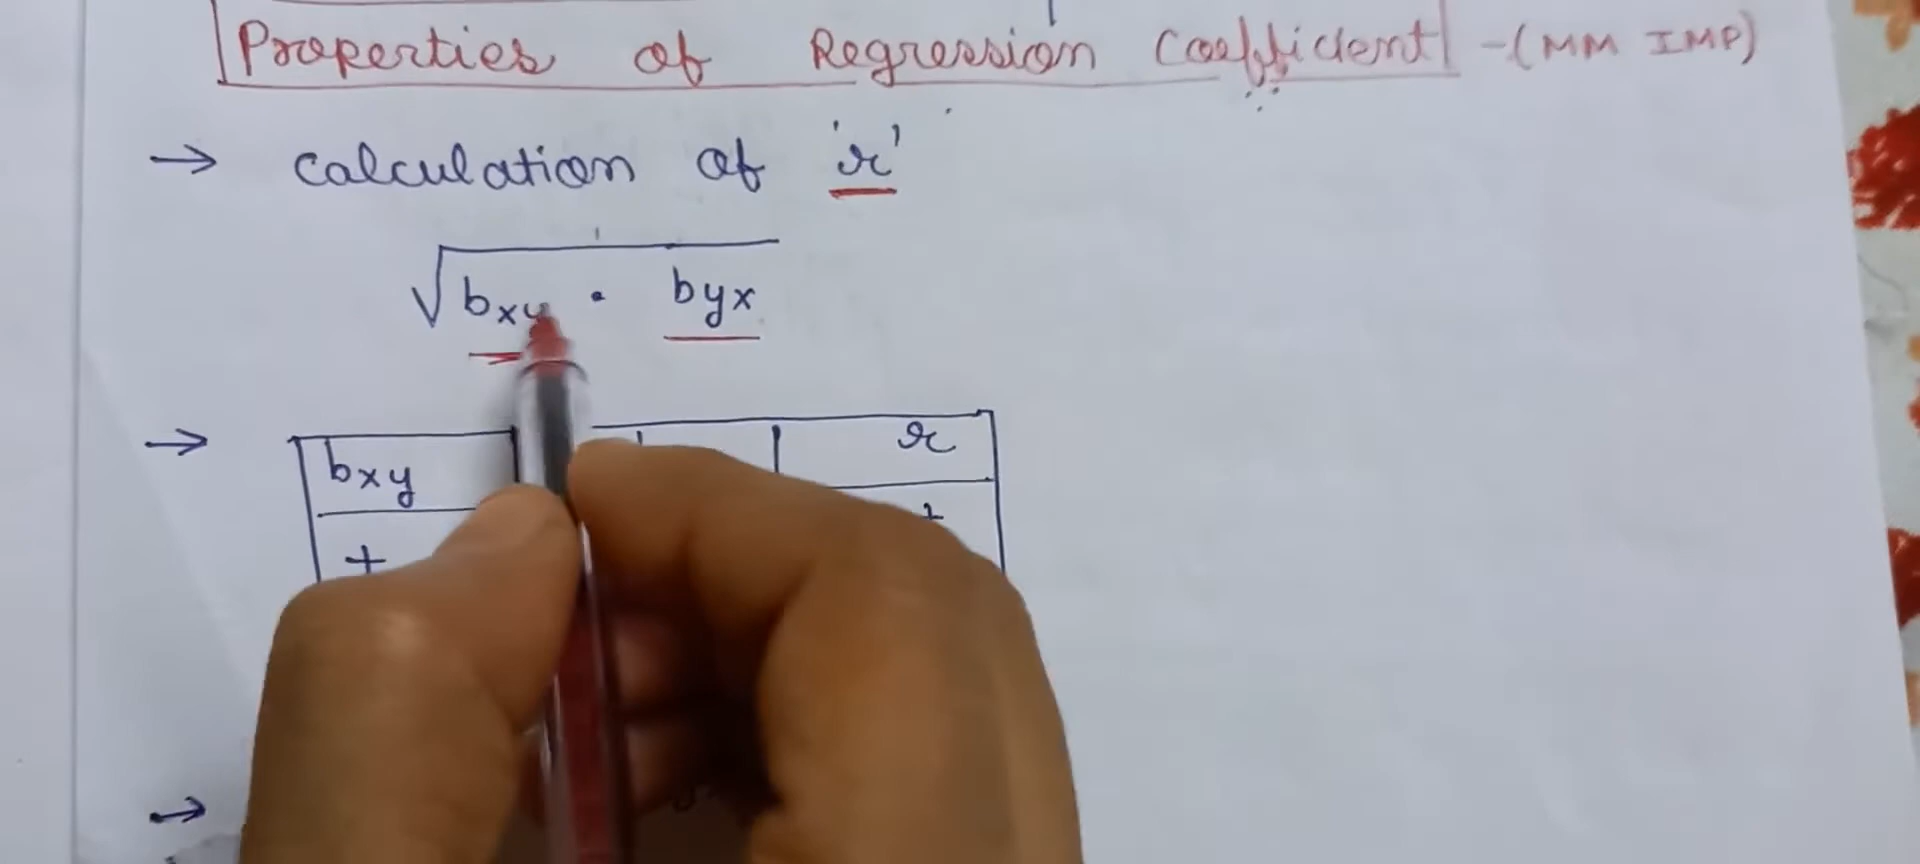 Properties of Regression Coefficient -(MM IMP)
→ Calculation of 'r'
√bxy · byx
→ bxy r
+ +
→